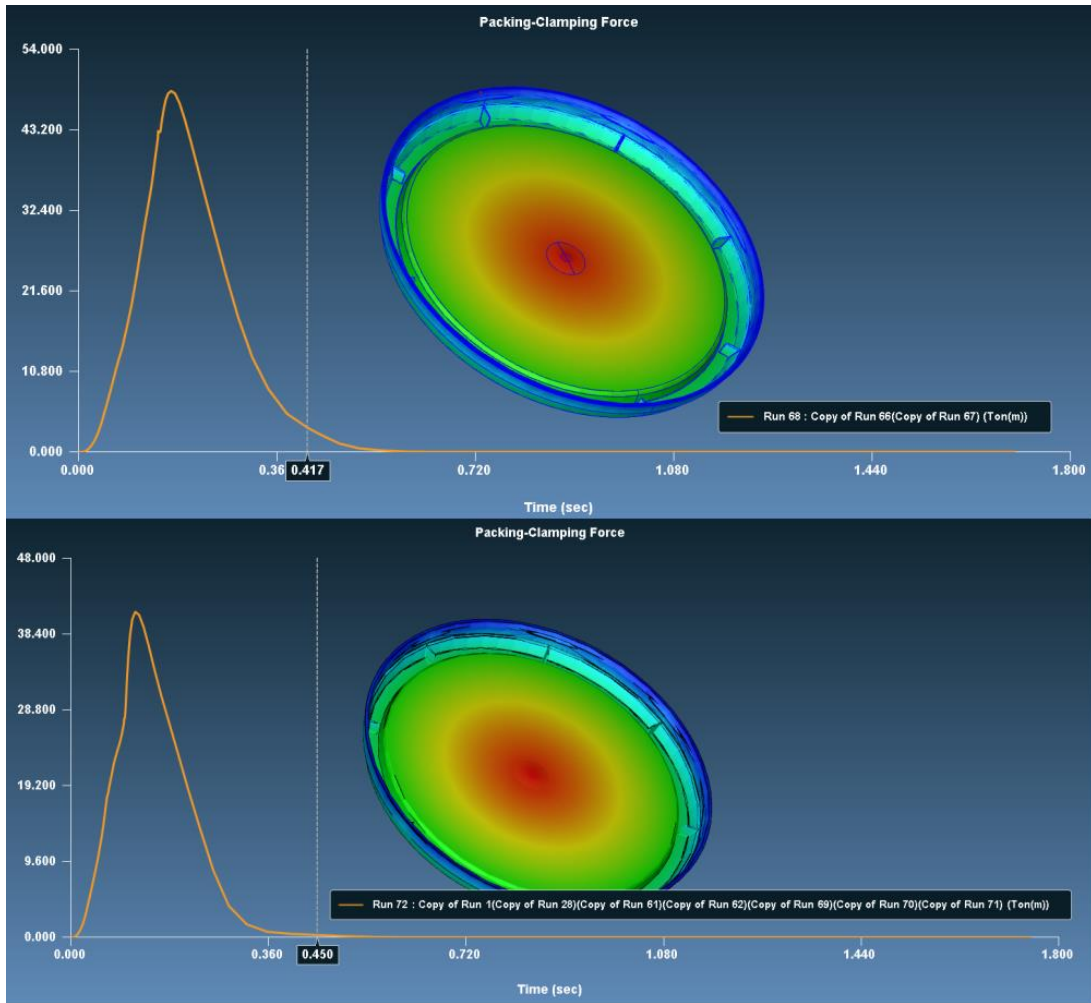 Packing-Clamping Force
54.000
43.200
32.400
21.600
10.800
0.000
Run 68 : Copy of Run 66(Copy of Run 67) (Ton(m))
0.000 0.36 0.417 0.720 1.080 1.440 1.800
Time (sec)
Packing-Clamping Force
48.000
38.400
28.800
19.200
9.600
Run 72 : Copy of Run 1(Copy of Run 28)(Copy of Run 61)(Copy of Run 62)(Copy of Run 69)(Copy of Run 70)(Copy of Run 71) (Ton(m))
0.000
0.000 0.360 0.450 0.720 1.080 1.440 1.800
Time (sec)